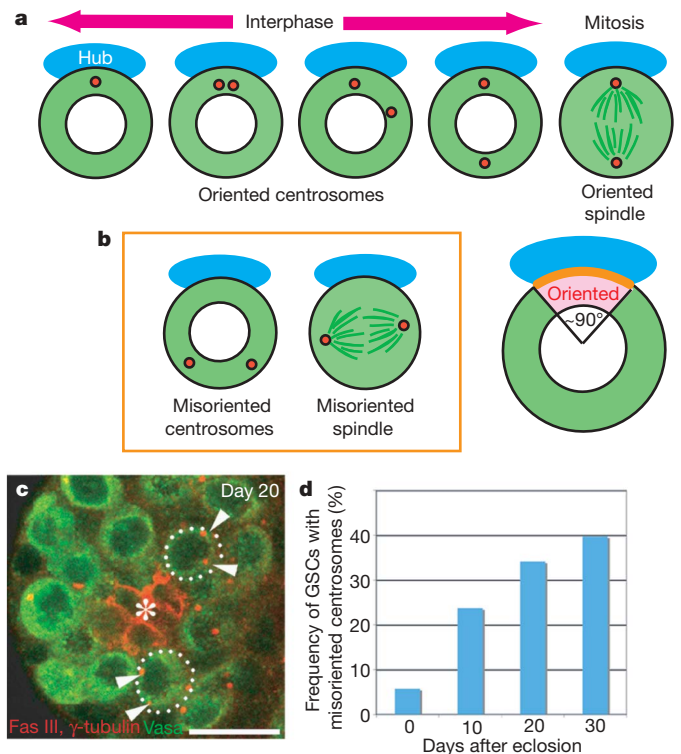 a
Interphase
Mitosis
Hub
Oriented centrosomes
Oriented
spindle
b
Misoriented
centrosomes
Misoriented
spindle
Oriented
~90°
c
Day 20
Fas III, γ-tubulin Vasa
d
Frequency of GSCs with
misoriented centrosomes (%)
40
30
20
10
0
0 10 20 30
Days after eclosion